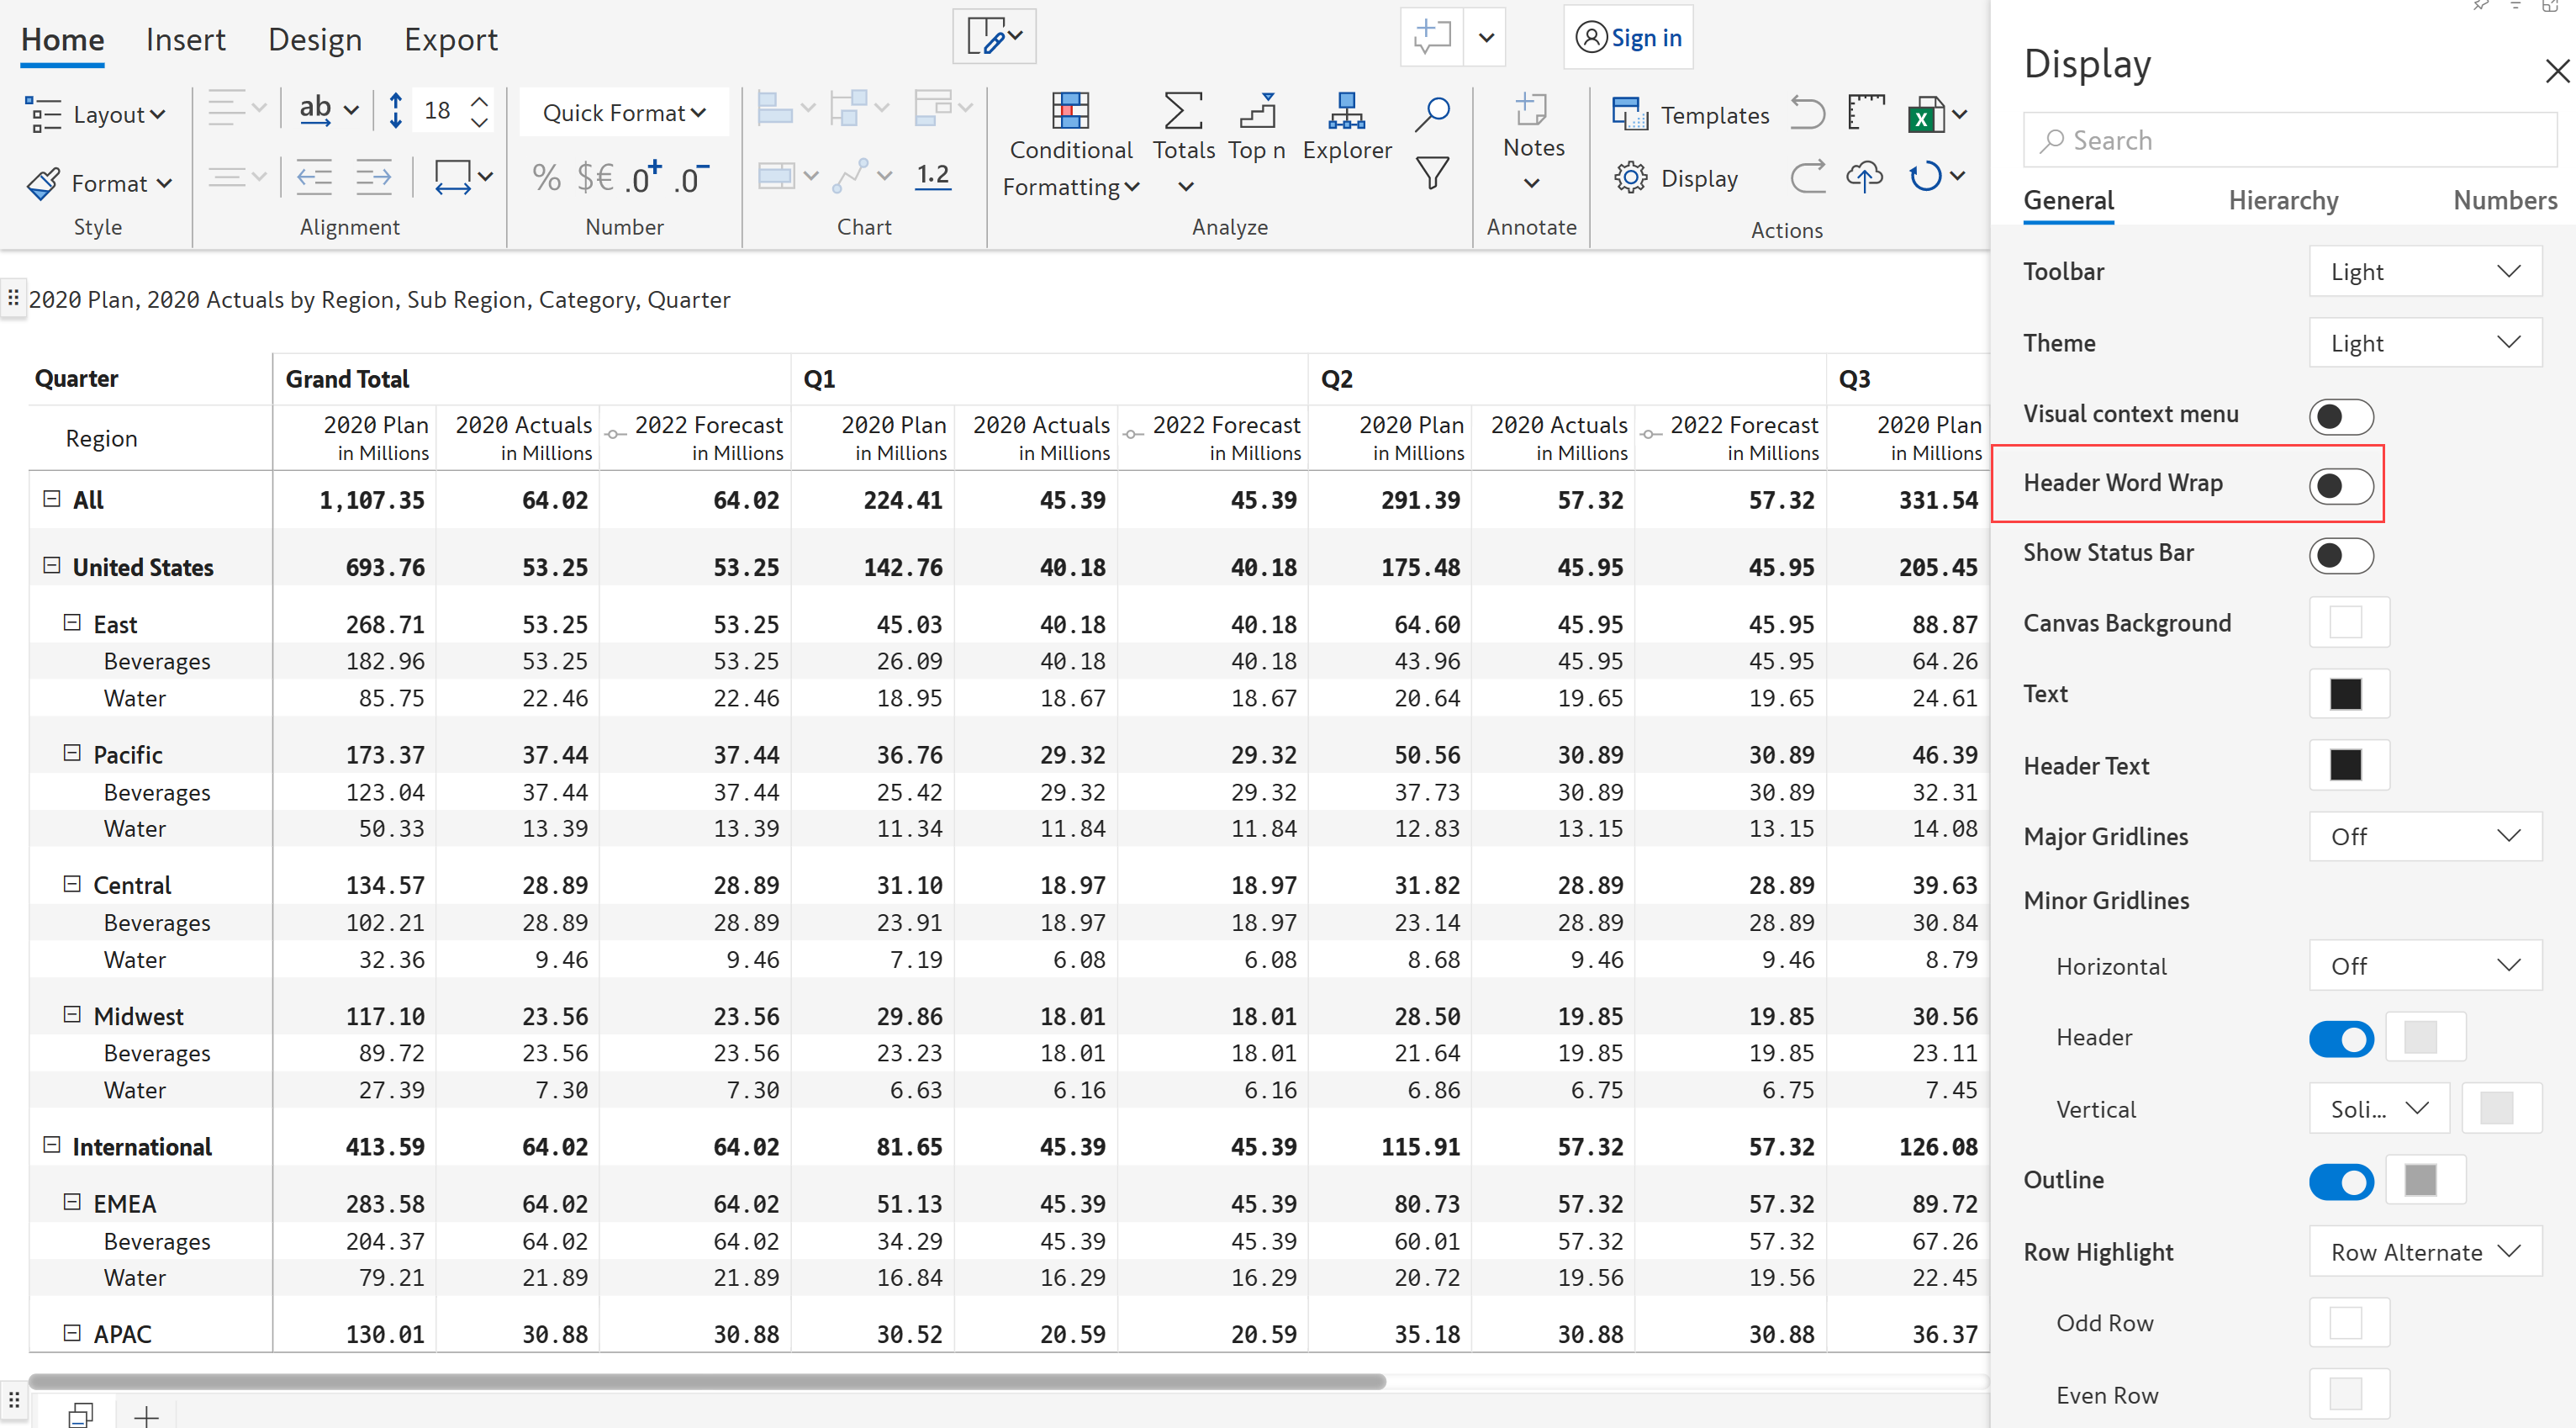 Home Insert Design Export Sign in
Layout ab 18 Quick Format Conditional Formatting Totals Top n Explorer Notes Templates
Format % $€ .0+ .0- 1.2 Display
Style Alignment Number Chart Analyze Annotate Actions
2020 Plan, 2020 Actuals by Region, Sub Region, Category, Quarter
Quarter Grand Total Q1 Q2 Q3
Region 2020 Plan 2020 Actuals 2022 Forecast 2020 Plan 2020 Actuals 2022 Forecast 2020 Plan 2020 Actuals 2022 Forecast 2020 Plan
in Millions in Millions in Millions in Millions in Millions in Millions in Millions in Millions in Millions in Millions
All 1,107.35 64.02 64.02 224.41 45.39 45.39 291.39 57.32 57.32 331.54
United States 693.76 53.25 53.25 142.76 40.18 40.18 175.48 45.95 45.95 205.45
East 268.71 53.25 53.25 45.03 40.18 40.18 64.60 45.95 45.95 88.87
Beverages 182.96 53.25 53.25 26.09 40.18 40.18 43.96 45.95 45.95 64.26
Water 85.75 22.46 22.46 18.95 18.67 18.67 20.64 19.65 19.65 24.61
Pacific 173.37 37.44 37.44 36.76 29.32 29.32 50.56 30.89 30.89 46.39
Beverages 123.04 37.44 37.44 25.42 29.32 29.32 37.73 30.89 30.89 32.31
Water 50.33 13.39 13.39 11.34 11.84 11.84 12.83 13.15 13.15 14.08
Central 134.57 28.89 28.89 31.10 18.97 18.97 31.82 28.89 28.89 39.63
Beverages 102.21 28.89 28.89 23.91 18.97 18.97 23.14 28.89 28.89 30.84
Water 32.36 9.46 9.46 7.19 6.08 6.08 8.68 9.46 9.46 8.79
Midwest 117.10 23.56 23.56 29.86 18.01 18.01 28.50 19.85 19.85 30.56
Beverages 89.72 23.56 23.56 23.23 18.01 18.01 21.64 19.85 19.85 23.11
Water 27.39 7.30 7.30 6.63 6.16 6.16 6.86 6.75 6.75 7.45
International 413.59 64.02 64.02 81.65 45.39 45.39 115.91 57.32 57.32 126.08
EMEA 283.58 64.02 64.02 51.13 45.39 45.39 80.73 57.32 57.32 89.72
Beverages 204.37 64.02 64.02 34.29 45.39 45.39 60.01 57.32 57.32 67.26
Water 79.21 21.89 21.89 16.84 16.29 16.29 20.72 19.56 19.56 22.45
APAC 130.01 30.88 30.88 30.52 20.59 20.59 35.18 30.88 30.88 36.37
Display
Search
General Hierarchy Numbers
Toolbar Light
Theme Light
Visual context menu
Header Word Wrap
Show Status Bar
Canvas Background
Text
Header Text
Major Gridlines Off
Minor Gridlines
Horizontal Off
Header
Vertical Soli...
Outline
Row Highlight Row Alternate
Odd Row
Even Row